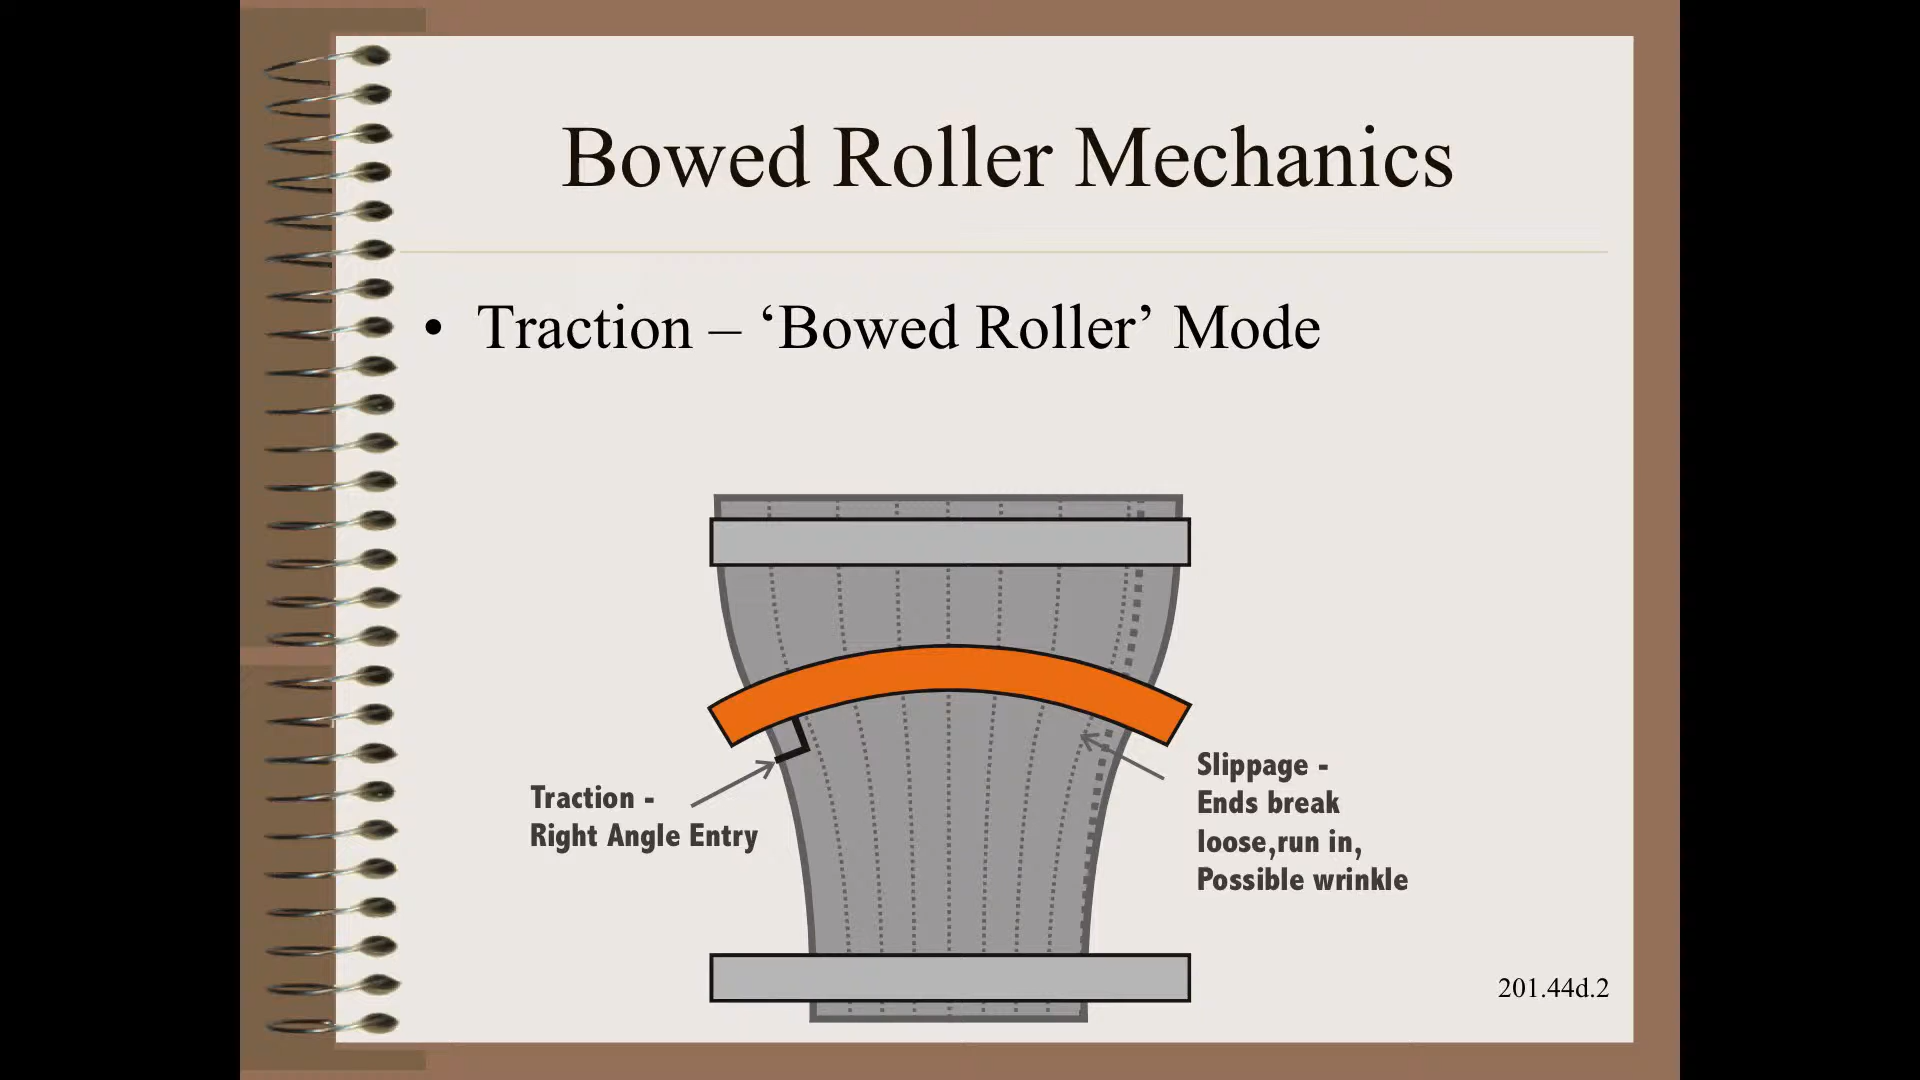 Bowed Roller Mechanics
• Traction – ‘Bowed Roller’ Mode
Traction -
Right Angle Entry
Slippage -
Ends break
loose,run in,
Possible wrinkle
201.44d.2